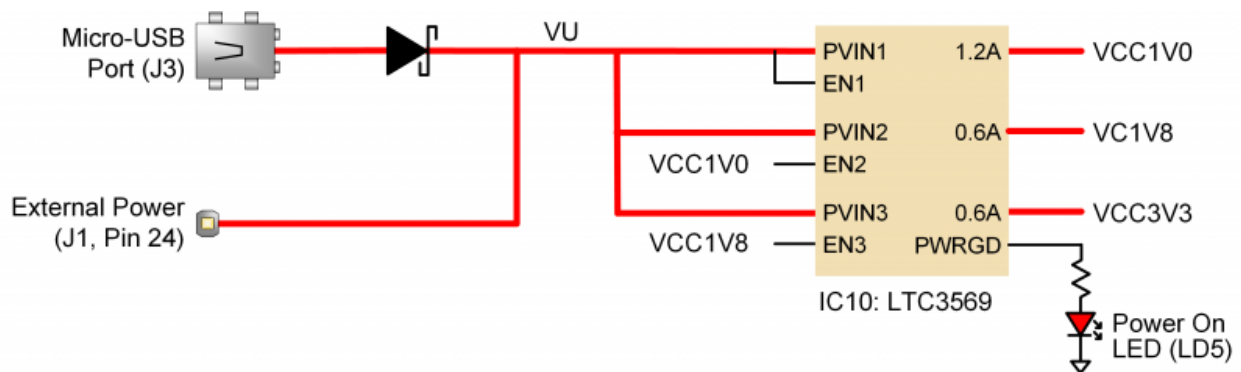 Micro-USB
Port (J3)
VU
PVIN1
1.2A
VCC1V0
EN1
PVIN2
0.6A
VC1V8
VCC1V0
EN2
External Power
(J1, Pin 24)
PVIN3
0.6A
VCC3V3
VCC1V8
EN3
PWRGD
IC10: LTC3569
Power On
LED (LD5)